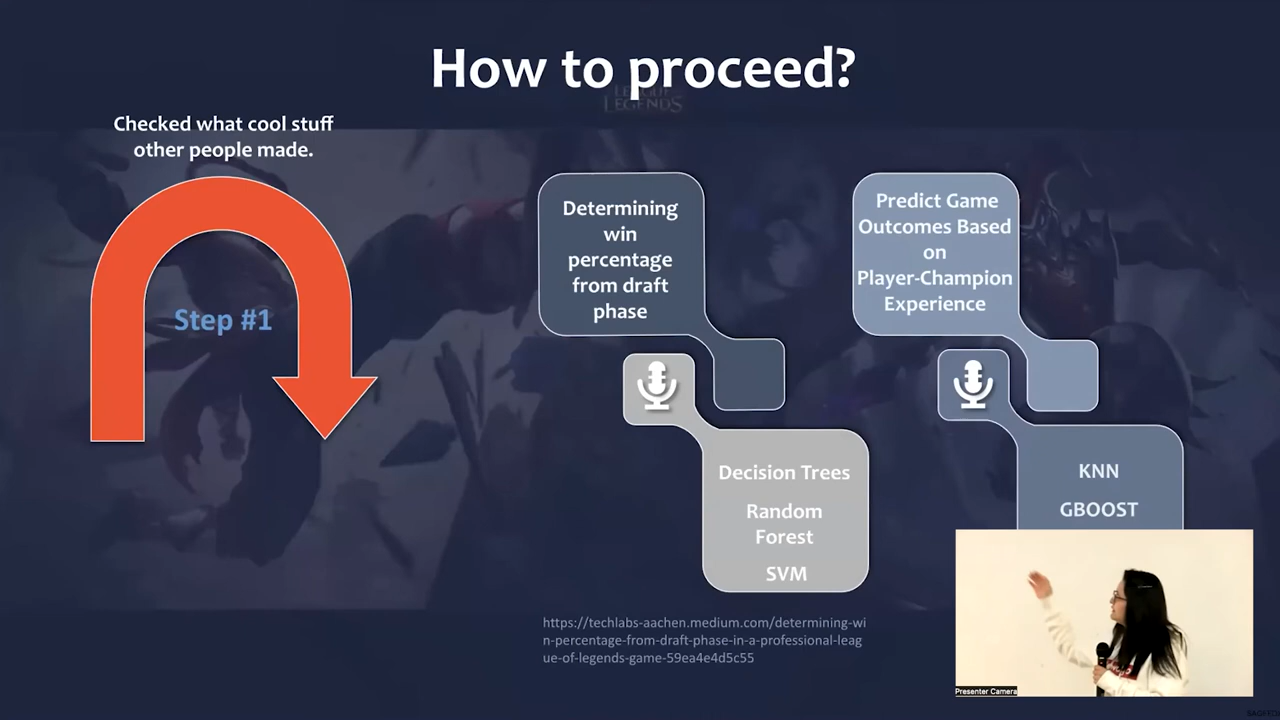 How to proceed?
LEAGUE
LEGENDS
Checked what cool stuff
other people made.
Step #1
Determining
win
percentage
from draft
phase
Decision Trees
Random
Forest
SVM
https://techlabs-aachen.medium.com/determining-wi
n-percentage-from-draft-phase-in-a-professional-leag
ue-of-legends-game-59ea4e4d5c55
Predict Game
Outcomes Based
on
Player-Champion
Experience
KNN
GBOOST
Presenter Camera